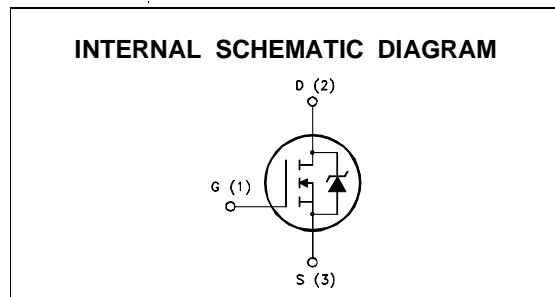 INTERNAL SCHEMATIC DIAGRAM
D (2)
G (1)
S (3)